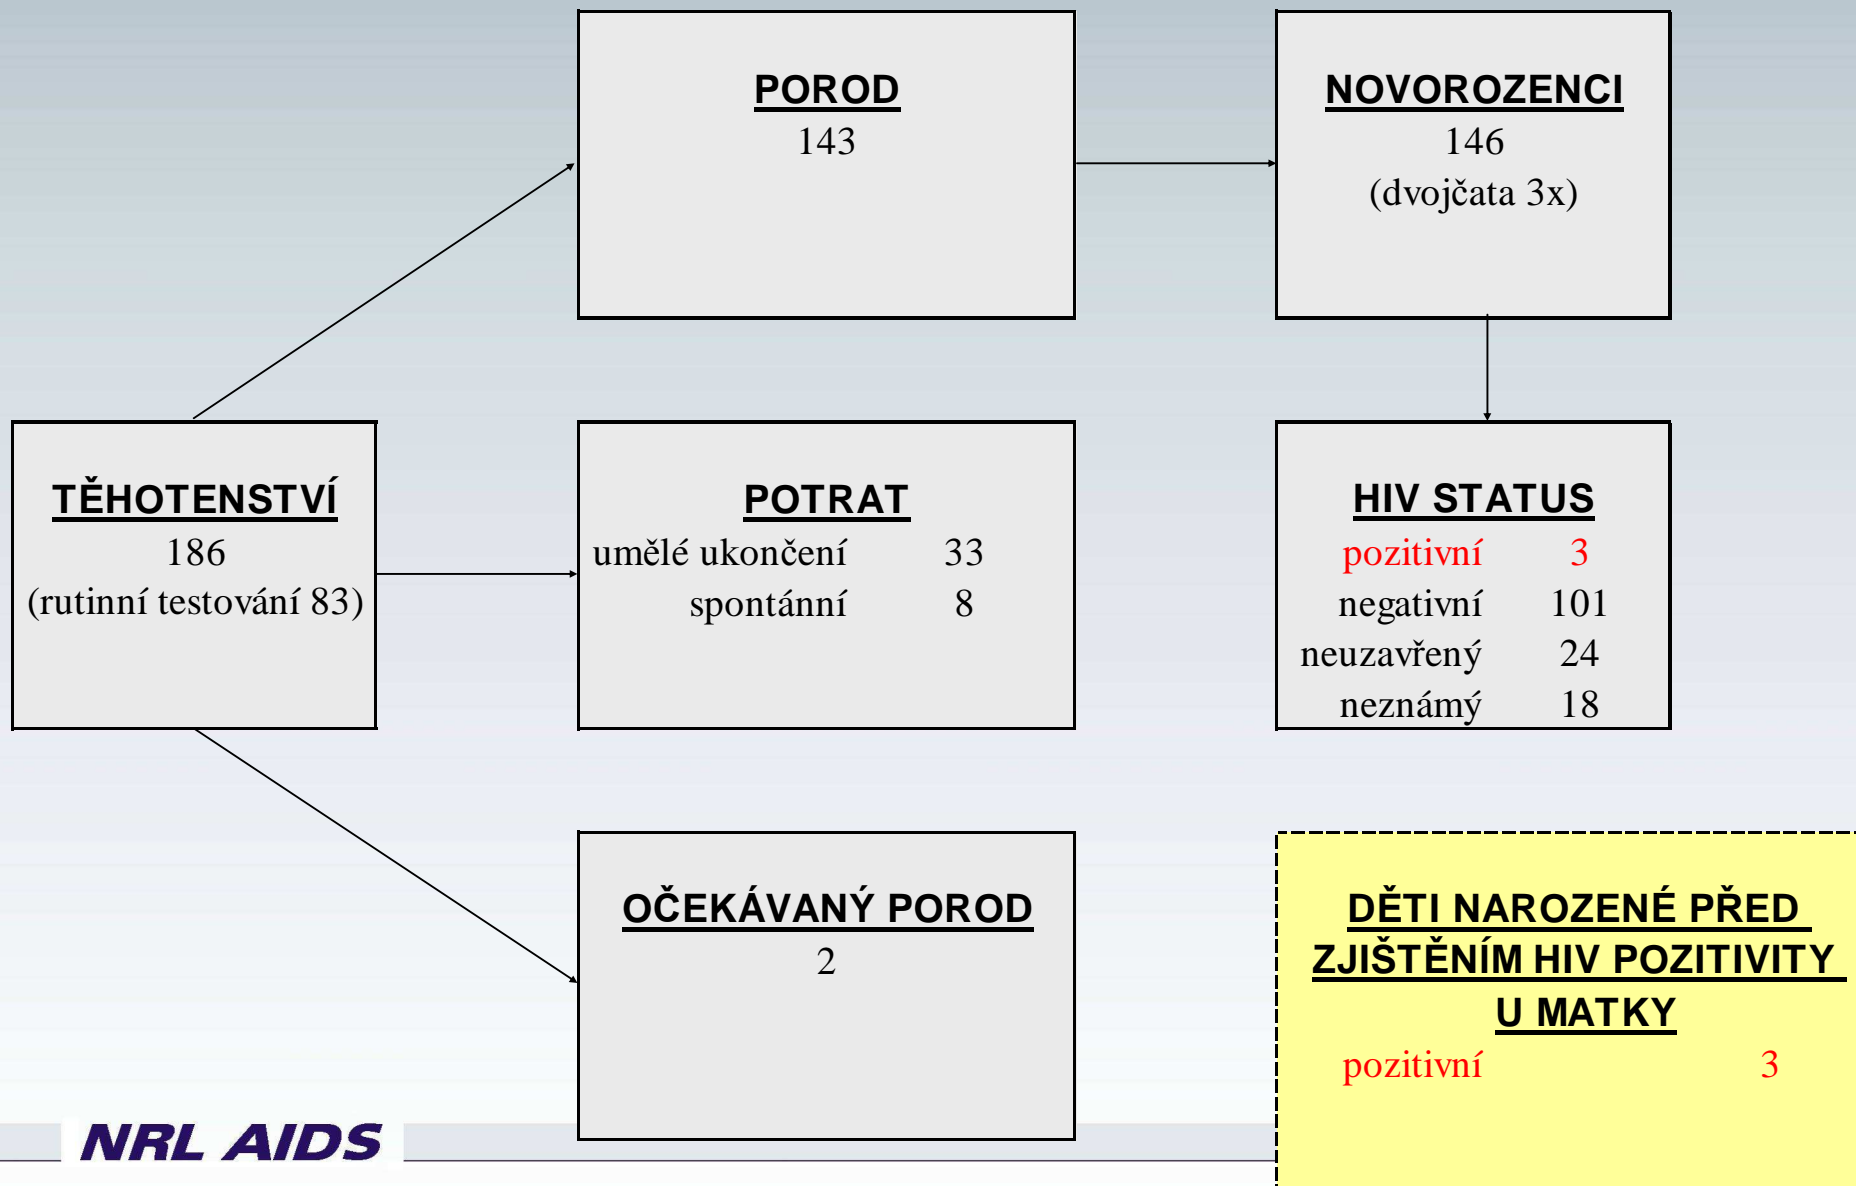 POROD
143
NOVOROZENCI
146
(dvojčata 3x)
TĚHOTENSTVÍ
186
(rutinní testování 83)
POTRAT
umělé ukončení 33
spontánní 8
HIV STATUS
pozitivní 3
negativní 101
neuzavřený 24
neznámý 18
OČEKÁVANÝ POROD
2
DĚTI NAROZENÉ PŘED
ZJIŠTĚNÍM HIV POZITIVITY
U MATKY
pozitivní 3
NRL AIDS